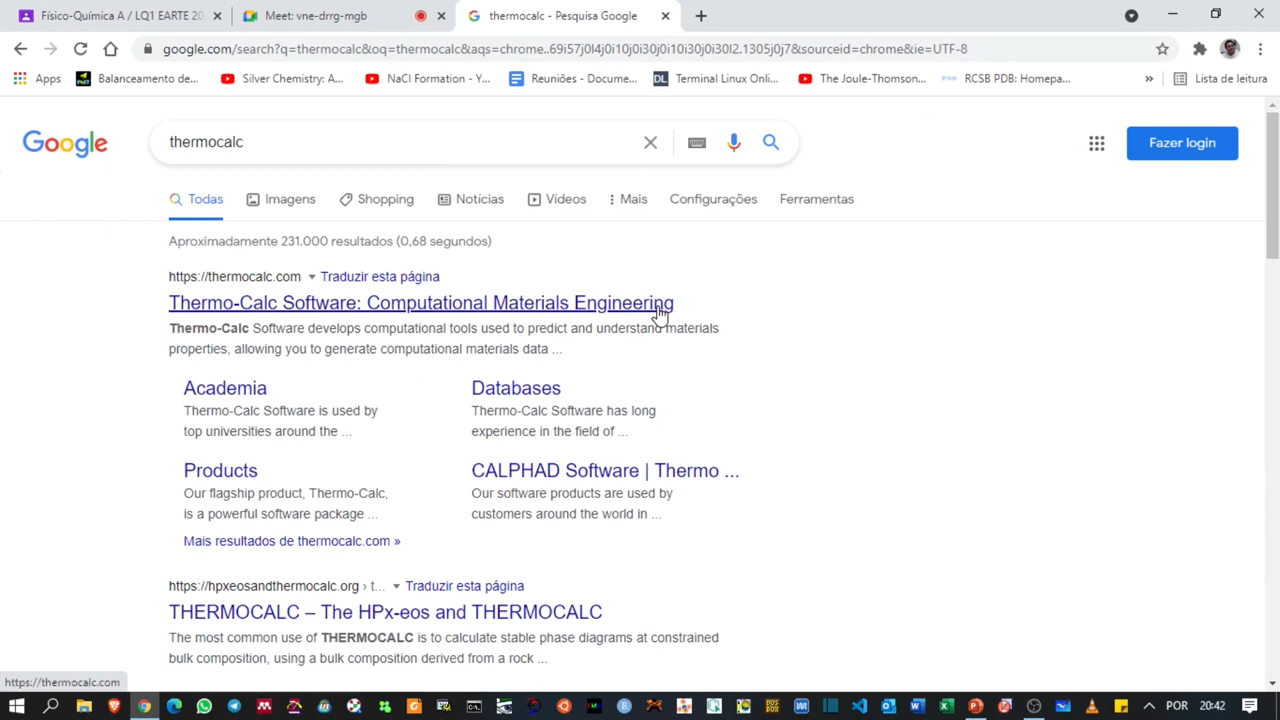 Físico-Química A / LQ1 EARTE 20
Meet: vne-drrg-mgb
thermocalc - Pesquisa Google
google.com/search?q=thermocalc&oq=thermocalc&aqs=chrome..69i57j0l4j0i10j0i30j0i10i30j0i30l2.1305j0j7&sourceid=chrome&ie=UTF-8
Apps
Balanceamento de...
Silver Chemistry: A...
NaCl Formation - Y...
Reuniões - Docume...
Terminal Linux Onli...
The Joule-Thomson...
RCSB PDB: Homepa...
»
Lista de leitura
Google
thermocalc
Fazer login
Todas
Imagens
Shopping
Notícias
Vídeos
Mais
Configurações
Ferramentas
Aproximadamente 231.000 resultados (0,68 segundos)
https://thermocalc.com
Traduzir esta página
Thermo-Calc Software: Computational Materials Engineering
Thermo-Calc Software develops computational tools used to predict and understand materials
properties, allowing you to generate computational materials data ...
Academia
Thermo-Calc Software is used by
top universities around the ...
Databases
Thermo-Calc Software has long
experience in the field of ...
Products
Our flagship product, Thermo-Calc,
is a powerful software package ...
CALPHAD Software | Thermo ...
Our software products are used by
customers around the world in ...
Mais resultados de thermocalc.com »
https://hpxeosandthermocalc.org › t...
Traduzir esta página
THERMOCALC – The HPx-eos and THERMOCALC
The most common use of THERMOCALC is to calculate stable phase diagrams at constrained
bulk composition, using a bulk composition derived from a rock ...
https://thermocalc.com
POR
20:42